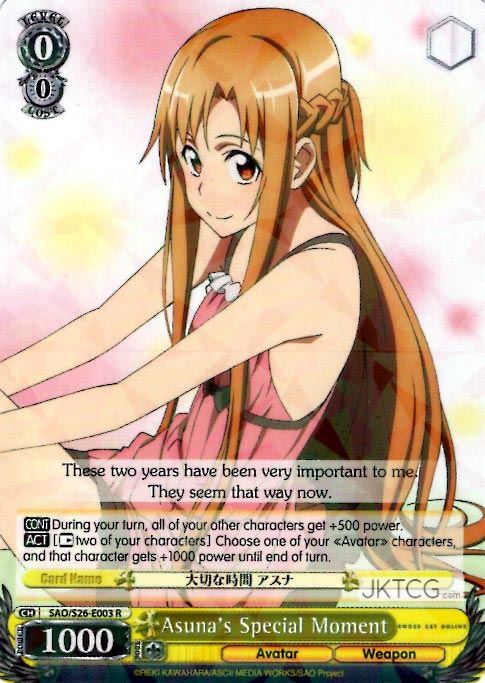 LEVEL
0
0
COST
These two years have been very important to me.
They seem that way now.
CONT During your turn, all of your other characters get +500 power.
ACT [two of your characters] Choose one of your «Avatar» characters,
and that character gets +1000 power until end of turn.
Card Name 大切な時間 アスナ
JKTCG.com
CH SAO/S26-E003 R
POWER 1000 SOUL Asuna's Special Moment
Avatar Weapon
©REKI KAWAHARA/ASCII MEDIA WORKS/SAO Project